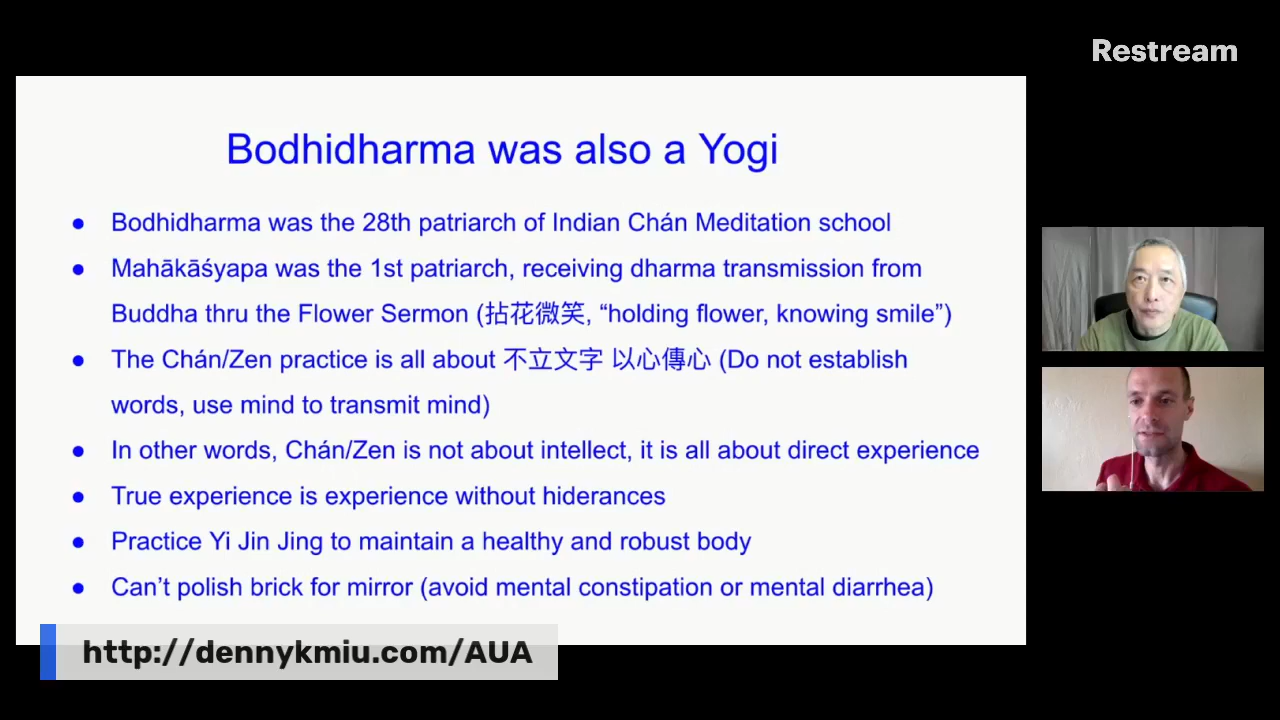 Restream
Bodhidharma was also a Yogi
● Bodhidharma was the 28th patriarch of Indian Chán Meditation school
● Mahākāśyapa was the 1st patriarch, receiving dharma transmission from
Buddha thru the Flower Sermon (拈花微笑, “holding flower, knowing smile”)
● The Chán/Zen practice is all about 不立文字 以心傳心 (Do not establish
words, use mind to transmit mind)
● In other words, Chán/Zen is not about intellect, it is all about direct experience
● True experience is experience without hiderances
● Practice Yi Jin Jing to maintain a healthy and robust body
● Can’t polish brick for mirror (avoid mental constipation or mental diarrhea)
http://dennykmiu.com/AUA